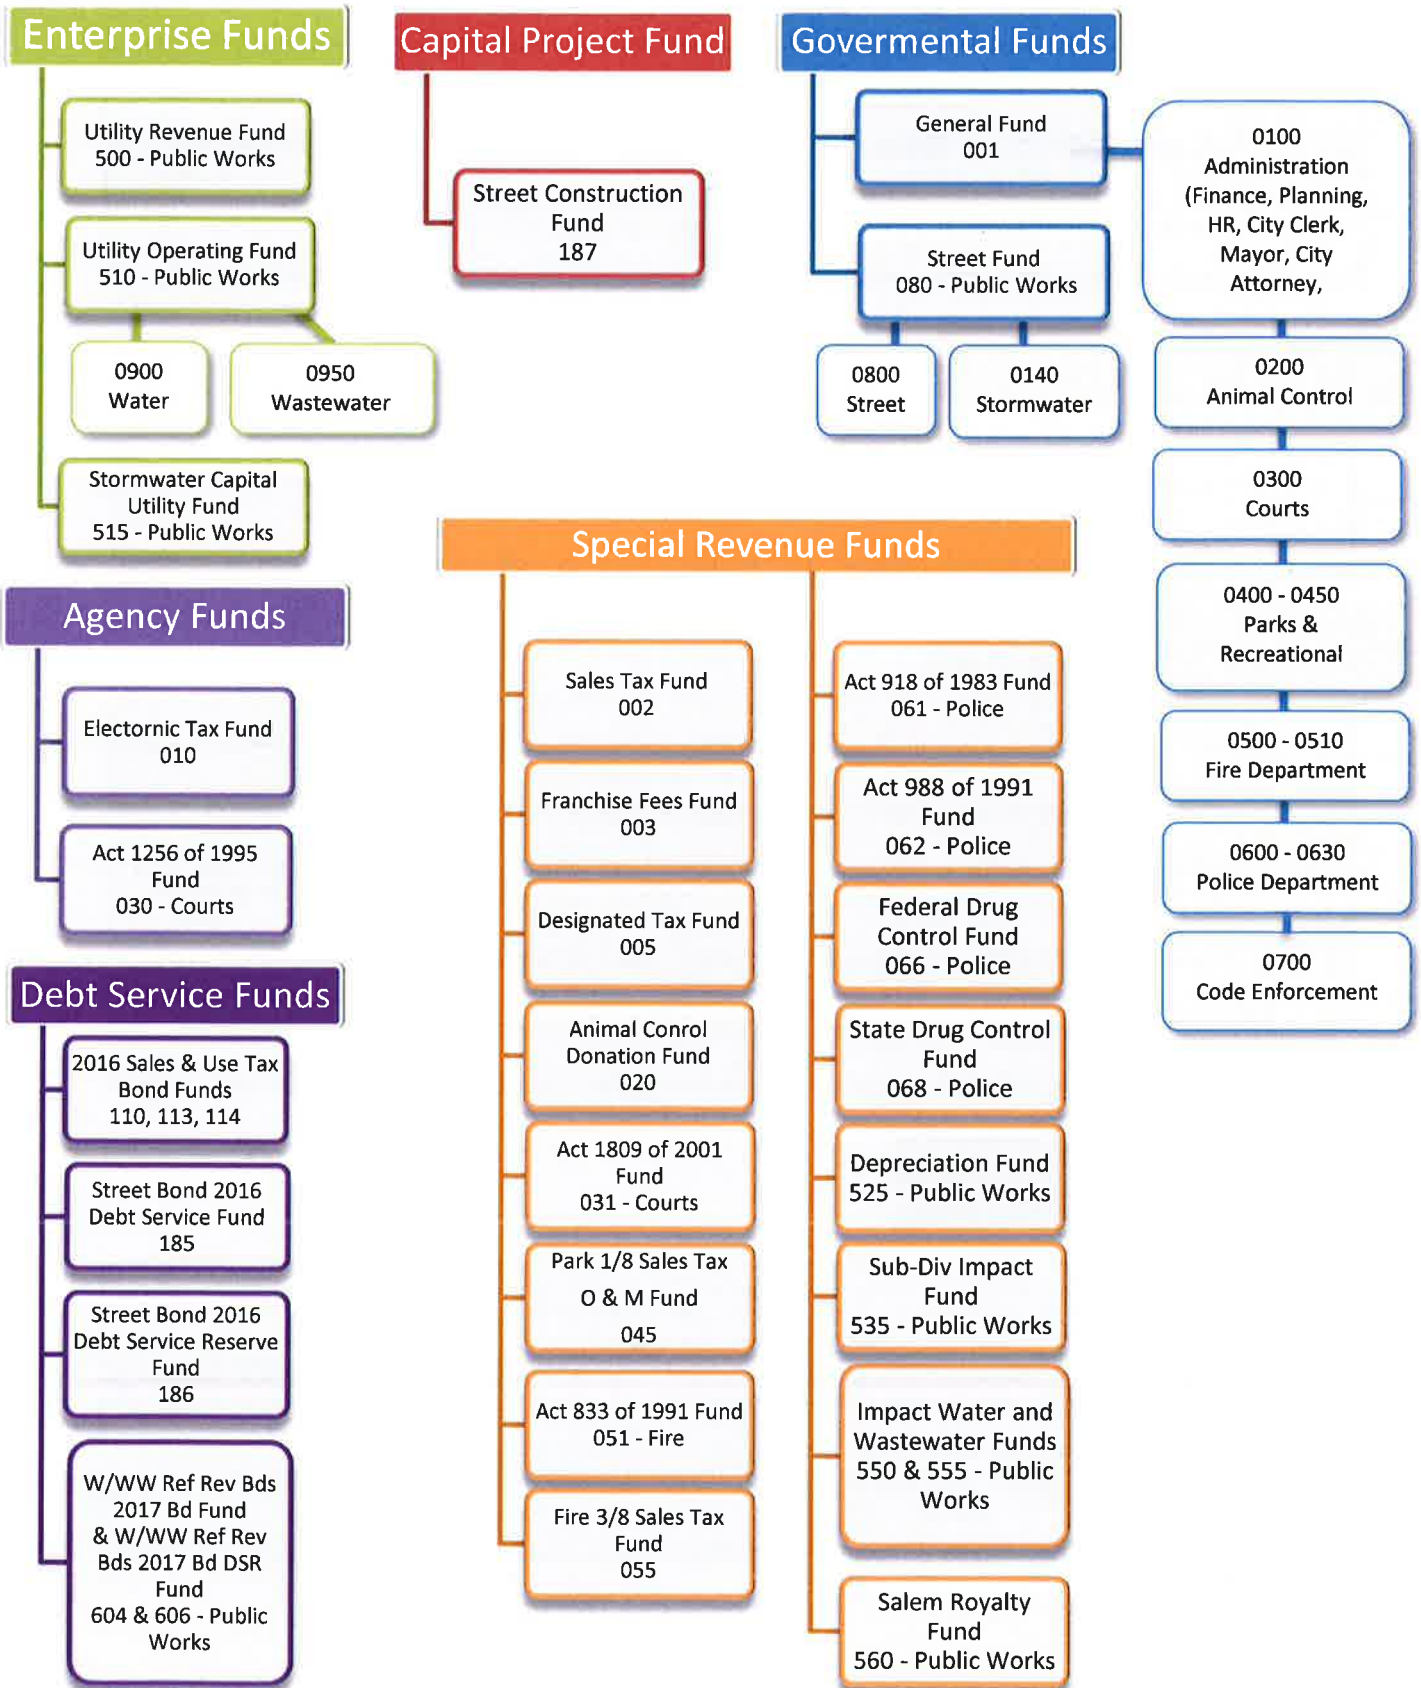 Enterprise Funds
Utility Revenue Fund
500 - Public Works
Utility Operating Fund
510 - Public Works
0900
Water
0950
Wastewater
Stormwater Capital
Utility Fund
515 - Public Works
Capital Project Fund
Street Construction
Fund
187
Govermental Funds
General Fund
001
Street Fund
080 - Public Works
0800
Street
0140
Stormwater
0100
Administration
(Finance, Planning,
HR, City Clerk,
Mayor, City
Attorney,
0200
Animal Control
0300
Courts
0400 - 0450
Parks &
Recreational
0500 - 0510
Fire Department
0600 - 0630
Police Department
0700
Code Enforcement
Agency Funds
Electornic Tax Fund
010
Act 1256 of 1995
Fund
030 - Courts
Debt Service Funds
2016 Sales & Use Tax
Bond Funds
110, 113, 114
Street Bond 2016
Debt Service Fund
185
Street Bond 2016
Debt Service Reserve
Fund
186
W/WW Ref Rev Bds
2017 Bd Fund
& W/WW Ref Rev
Bds 2017 Bd DSR
Fund
604 & 606 - Public
Works
Special Revenue Funds
Sales Tax Fund
002
Franchise Fees Fund
003
Designated Tax Fund
005
Animal Conrol
Donation Fund
020
Act 1809 of 2001
Fund
031 - Courts
Park 1/8 Sales Tax
O & M Fund
045
Act 833 of 1991 Fund
051 - Fire
Fire 3/8 Sales Tax
Fund
055
Act 918 of 1983 Fund
061 - Police
Act 988 of 1991
Fund
062 - Police
Federal Drug
Control Fund
066 - Police
State Drug Control
Fund
068 - Police
Depreciation Fund
525 - Public Works
Sub-Div Impact
Fund
535 - Public Works
Impact Water and
Wastewater Funds
550 & 555 - Public
Works
Salem Royalty
Fund
560 - Public Works